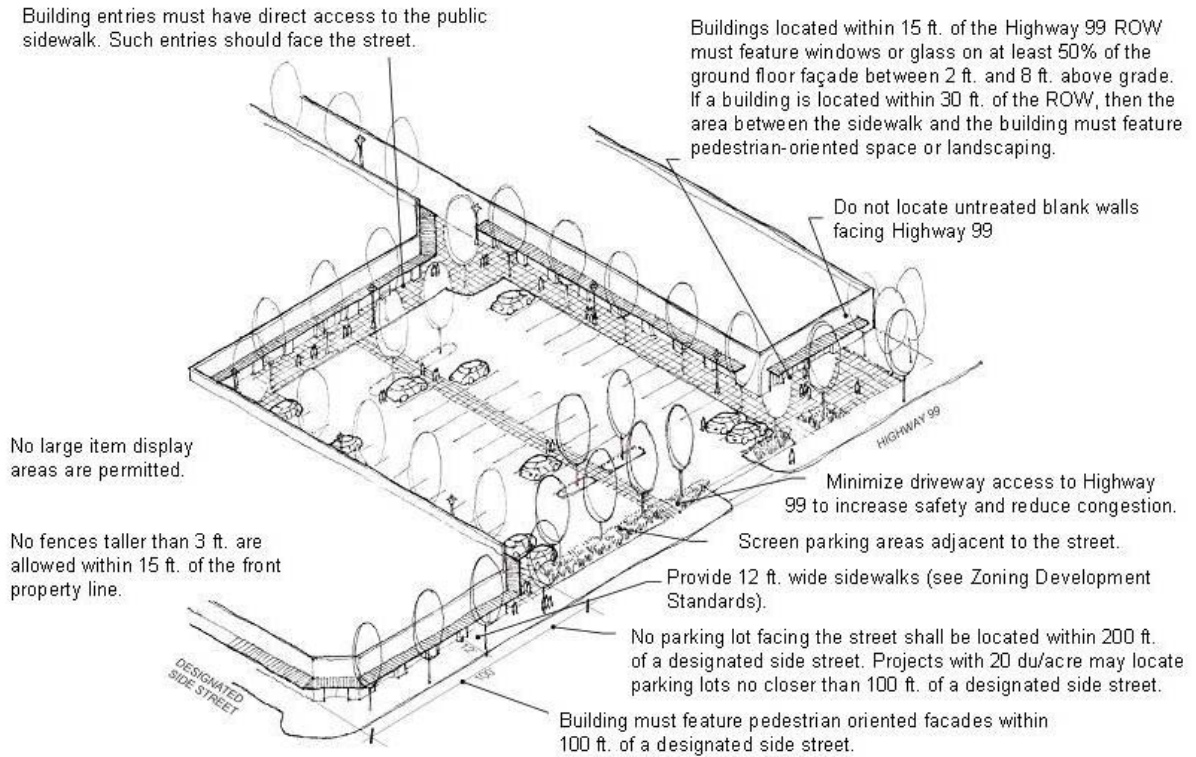 Building entries must have direct access to the public
sidewalk. Such entries should face the street.
Buildings located within 15 ft. of the Highway 99 ROW
must feature windows or glass on at least 50% of the
ground floor façade between 2 ft. and 8 ft. above grade.
If a building is located within 30 ft. of the ROW, then the
area between the sidewalk and the building must feature
pedestrian-oriented space or landscaping.
Do not locate untreated blank walls
facing Highway 99
HIGHWAY 99
No large item display
areas are permitted.
Minimize driveway access to Highway
99 to increase safety and reduce congestion.
No fences taller than 3 ft. are
allowed within 15 ft. of the front
property line.
Screen parking areas adjacent to the street.
Provide 12 ft. wide sidewalks (see Zoning Development
Standards).
No parking lot facing the street shall be located within 200 ft.
of a designated side street. Projects with 20 du/acre may locate
parking lots no closer than 100 ft. of a designated side street.
12
100
DESIGNATED
SIDE STREET
Building must feature pedestrian oriented facades within
100 ft. of a designated side street.